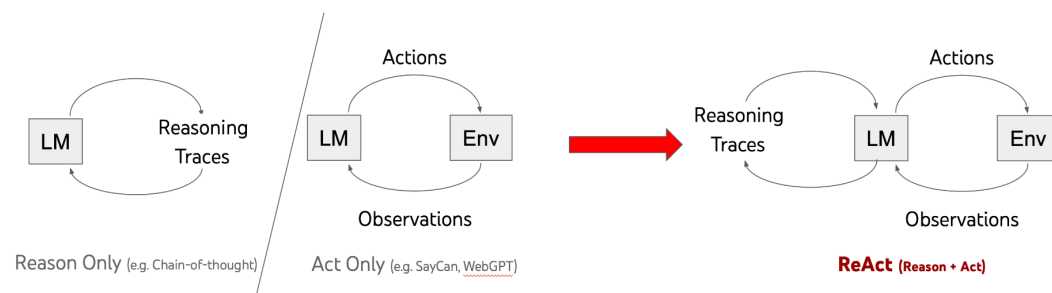 LM
Reasoning
Traces
Reason Only (e.g. Chain-of-thought)
Actions
LM
Env
Observations
Act Only (e.g. SayCan, WebGPT)
Reasoning
Traces
Actions
LM
Env
Observations
ReAct (Reason + Act)